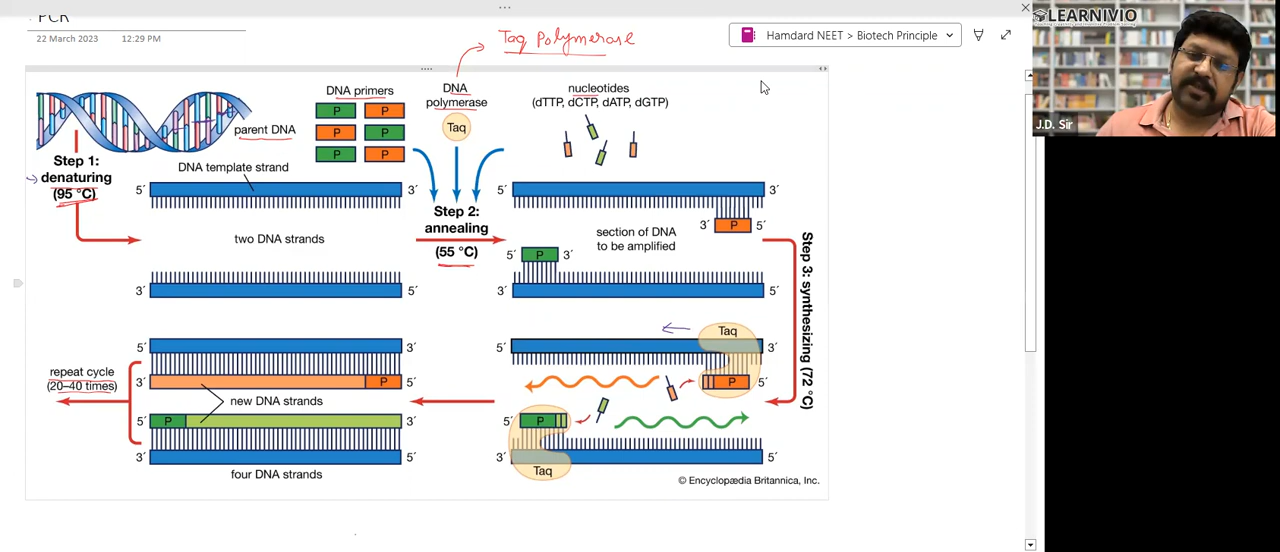 PCR
22 March 2023 12:29 PM
Taq Polymerase
Hamdard NEET > Biotech Principle
LEARNIVIO
J.D. Sir
parent DNA
DNA primers
P P
P P
P P
DNA
polymerase
Taq
nucleotides
(dTTP, dCTP, dATP, dGTP)
Step 1:
denaturing
(95 °C)
DNA template strand
5′ 3′
two DNA strands
3′ 5′
Step 2:
annealing
(55 °C)
5′ 3′
3′ P 5′
section of DNA
to be amplified
5′ P 3′
3′ 5′
Step 3: synthesizing (72 °C)
Taq
5′ 3′
P 5′
5′ P
3′ 5′
Taq
5′ 3′
3′ P 5′
new DNA strands
5′ P 3′
3′ 5′
four DNA strands
repeat cycle
(20–40 times)
© Encyclopædia Britannica, Inc.